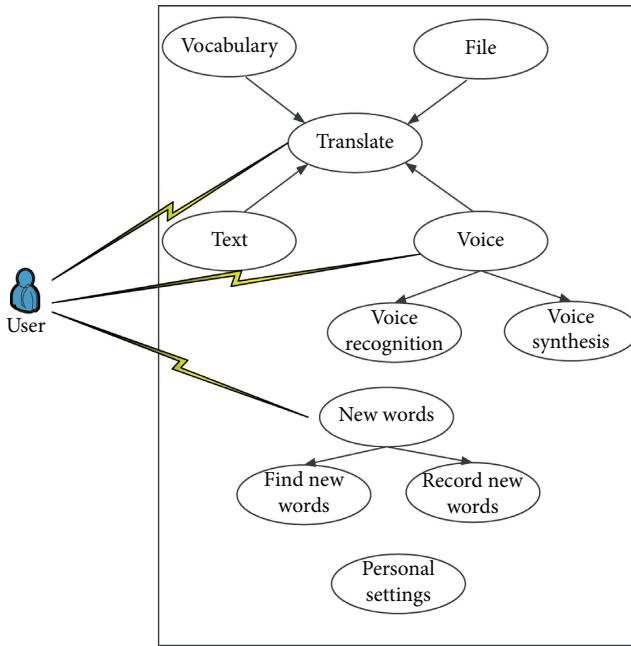 Vocabulary
File
Translate
Text
Voice
User
Voice
recognition
Voice
synthesis
New words
Find new
words
Record new
words
Personal
settings